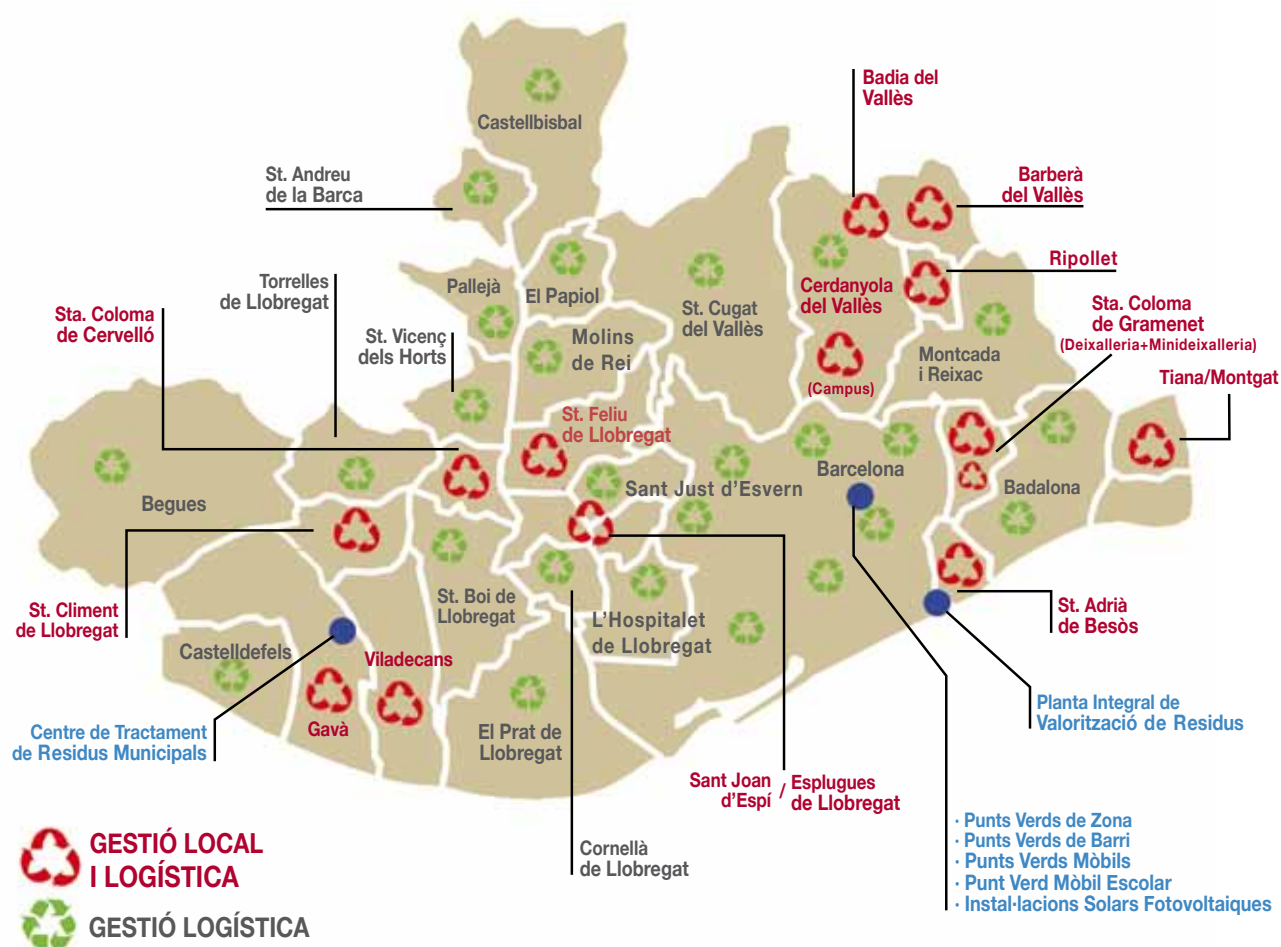 Badia del
Vallès
Castellbisbal
St. Andreu
de la Barca
Barberà
del Vallès
Ripollet
Torrelles
de Llobregat
Pallejà
El Papiol
St. Cugat
del Vallès
Cerdanyola
del Vallès
Sta. Coloma
de Gramenet
(Deixalleria+Minideixalleria)
Sta. Coloma
de Cervelló
St. Vicenç
dels Horts
Molins
de Rei
Montcada
i Reixac
(Campus)
Tiana/Montgat
St. Feliu
de Llobregat
Begues
Sant Just d'Esvern
Barcelona
Badalona
St. Climent
de Llobregat
St. Boi de
Llobregat
L'Hospitalet
de Llobregat
St. Adrià
de Besòs
Castelldefels
Viladecans
Centre de Tractament
de Residus Municipals
Gavà
El Prat de
Llobregat
Planta Integral de
Valorització de Residus
Sant Joan
d'Espí
/ Esplugues
de Llobregat
Cornellà
de Llobregat
· Punts Verds de Zona
· Punts Verds de Barri
· Punts Verds Mòbils
· Punt Verd Mòbil Escolar
· Instal·lacions Solars Fotovoltaiques
GESTIÓ LOCAL
I LOGÍSTICA
GESTIÓ LOGÍSTICA